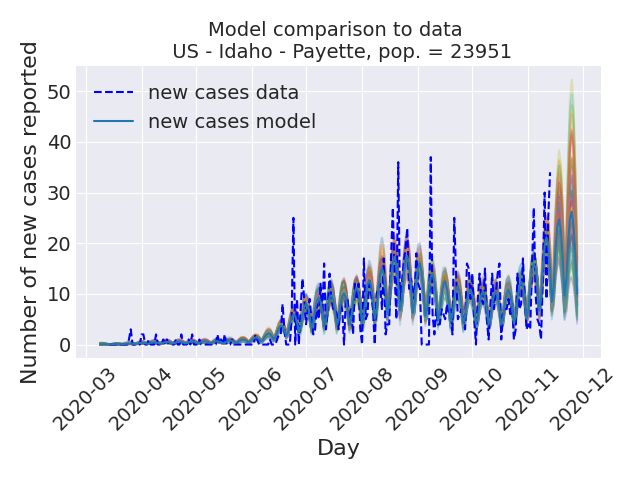 Model comparison to data
US - Idaho - Payette, pop. = 23951
new cases data
new cases model
Number of new cases reported
50
40
30
20
10
0
2020-03
2020-04
2020-05
2020-06
2020-07
2020-08
2020-09
2020-10
2020-11
2020-12
Day